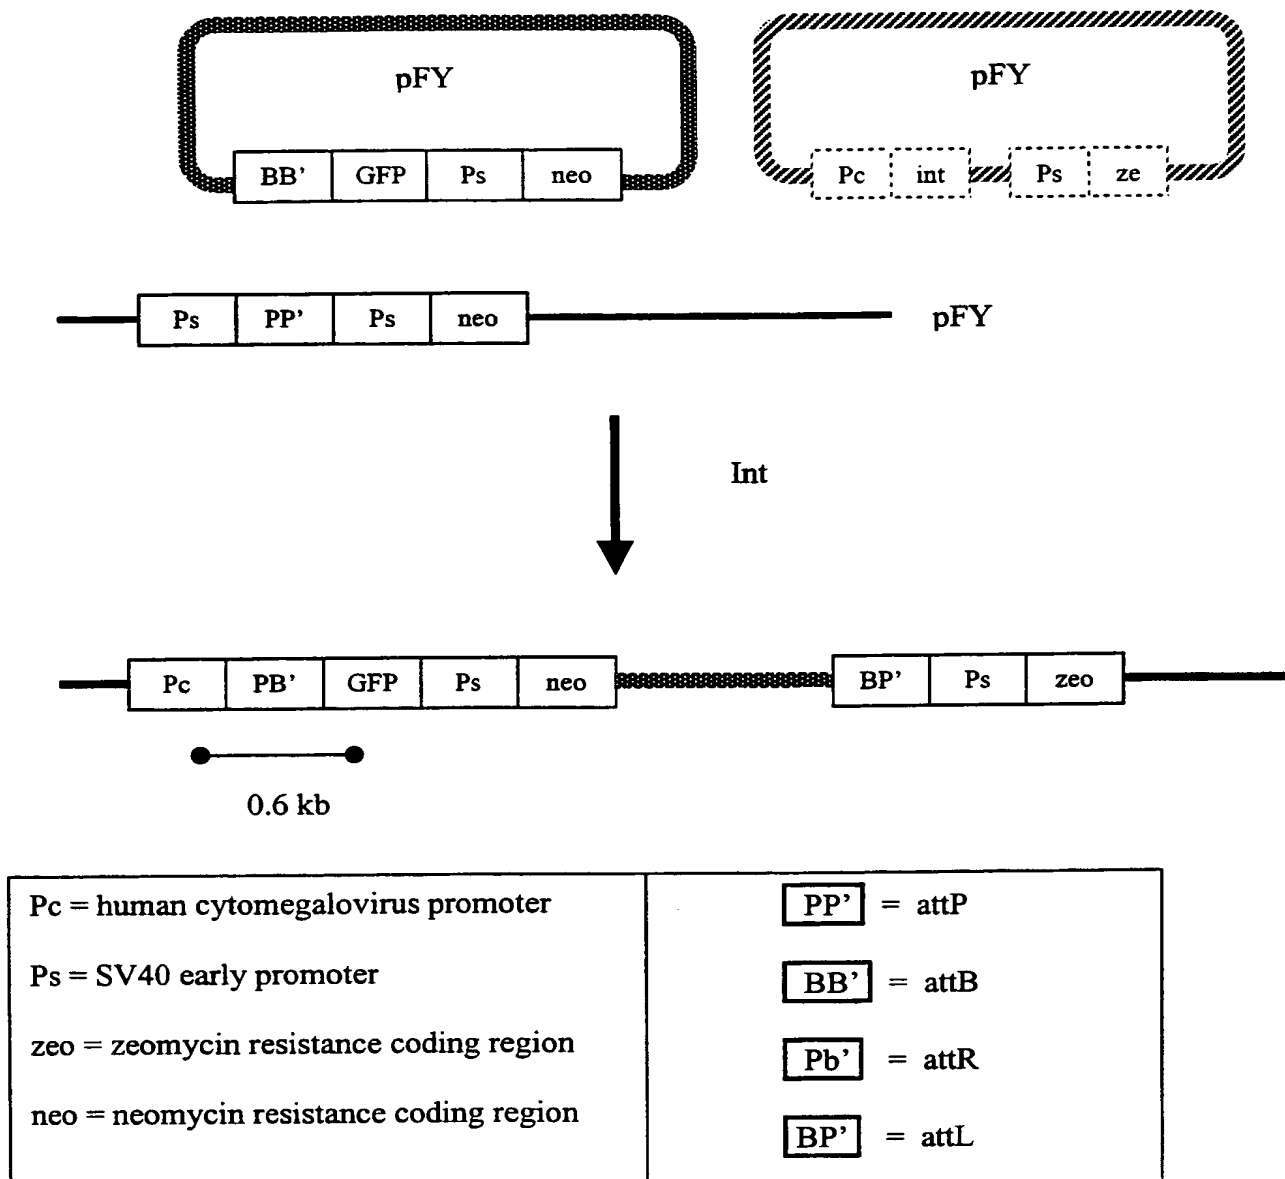 pFY
pFY
BB' GFP Ps neo
Pc int Ps ze
Ps PP' Ps neo
pFY
Int
Pc PB' GFP Ps neo BP' Ps zeo
0.6 kb
Pc = human cytomegalovirus promoter
Ps = SV40 early promoter
zeo = zeomycin resistance coding region
neo = neomycin resistance coding region
PP' = attP
BB' = attB
Pb' = attR
BP' = attL